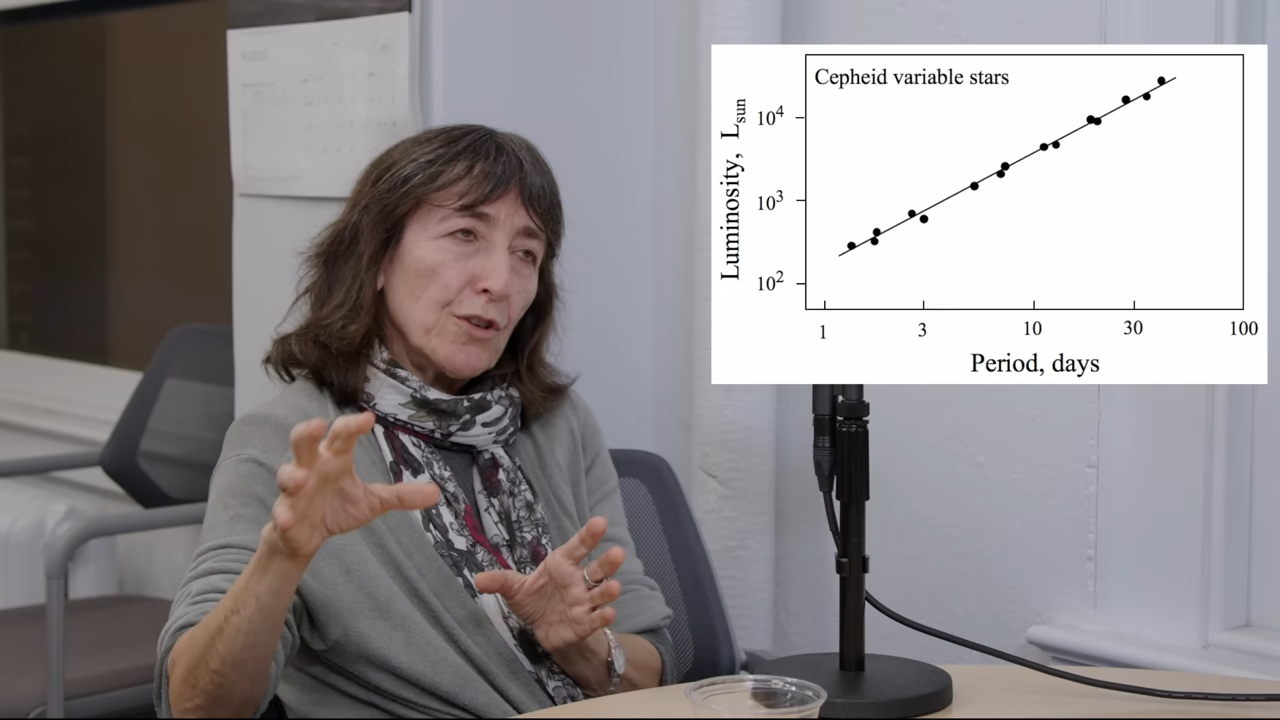 Cepheid variable stars
Luminosity, L_sun
10^4
10^3
10^2
1 3 10 30 100
Period, days